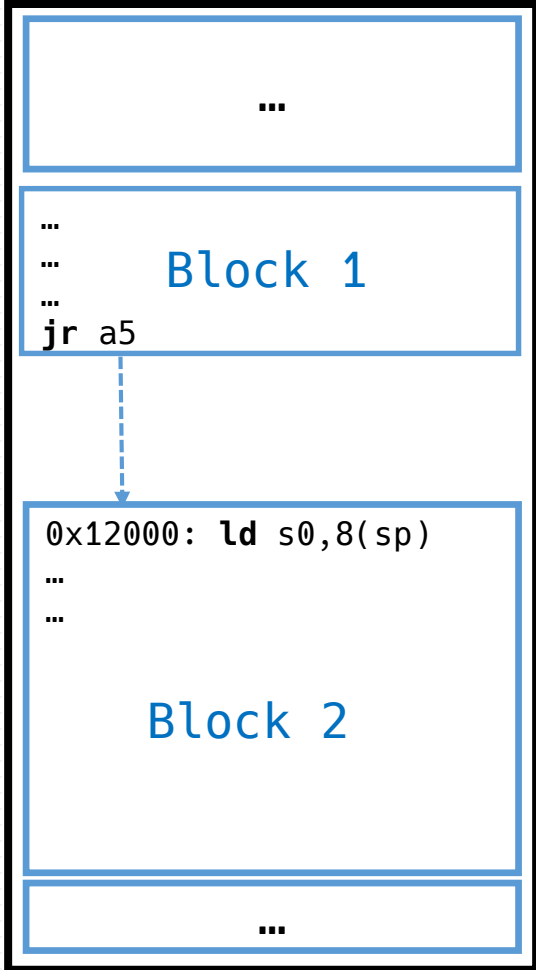 …
…
…
Block 1
…
jr a5
0x12000: ld s0,8(sp)
…
…
Block 2
…